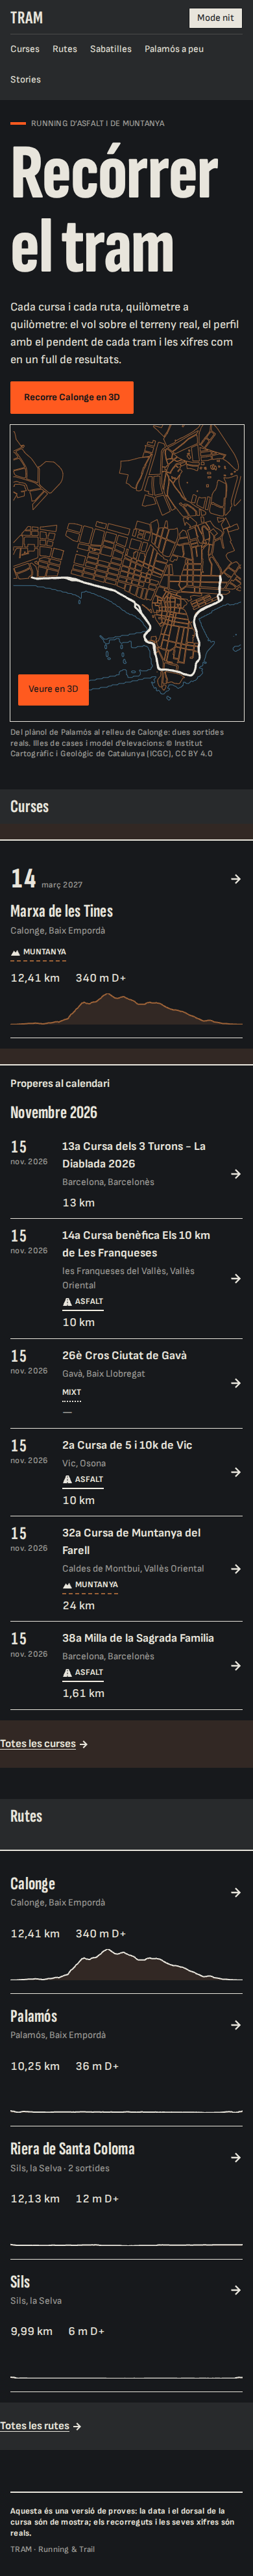 TRAM
Mode nit
Curses Rutes Sabatilles Palamós a peu
Stories
RUNNING D'ASFALT I DE MUNTANYA
Recórrer
el tram
Cada cursa i cada ruta, quilòmetre a
quilòmetre: el vol sobre el terreny real, el perfil
amb el pendent de cada tram i les xifres com
en un full de resultats.
Recorre Calonge en 3D
Veure en 3D
Del plànol de Palamós al relleu de Calonge: dues sortides
reals. Illes de cases i model d'elevacions: © Institut
Cartogràfic i Geològic de Catalunya (ICGC), CC BY 4.0
Curses
14 març 2027 →
Marxa de les Tines
Calonge, Baix Empordà
MUNTANYA
12,41 km 340 m D+
Properes al calendari
Novembre 2026
15
nov. 2026
13a Cursa dels 3 Turons - La
Diablada 2026
Barcelona, Barcelonès
13 km
→
15
nov. 2026
14a Cursa benèfica Els 10 km
de Les Franqueses
les Franqueses del Vallès, Vallès
Oriental
ASFALT
10 km
→
15
nov. 2026
26è Cros Ciutat de Gavà
Gavà, Baix Llobregat
MIXT
—
→
15
nov. 2026
2a Cursa de 5 i 10k de Vic
Vic, Osona
ASFALT
10 km
→
15
nov. 2026
32a Cursa de Muntanya del
Farell
Caldes de Montbui, Vallès Oriental
MUNTANYA
24 km
→
15
nov. 2026
38a Milla de la Sagrada Familia
Barcelona, Barcelonès
ASFALT
1,61 km
→
Totes les curses →
Rutes
Calonge →
Calonge, Baix Empordà
12,41 km 340 m D+
Palamós →
Palamós, Baix Empordà
10,25 km 36 m D+
Riera de Santa Coloma →
Sils, la Selva · 2 sortides
12,13 km 12 m D+
Sils →
Sils, la Selva
9,99 km 6 m D+
Totes les rutes →
Aquesta és una versió de proves: la data i el dorsal de la
cursa són de mostra; els recorreguts i les seves xifres són
reals.
TRAM · Running & Trail